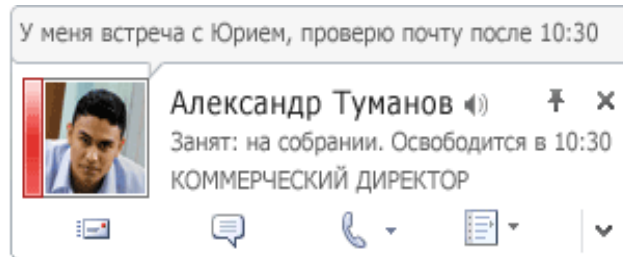 У меня встреча с Юрием, проверю почту после 10:30
Александр Туманов
Занят: на собрании. Освободится в 10:30
КОММЕРЧЕСКИЙ ДИРЕКТОР